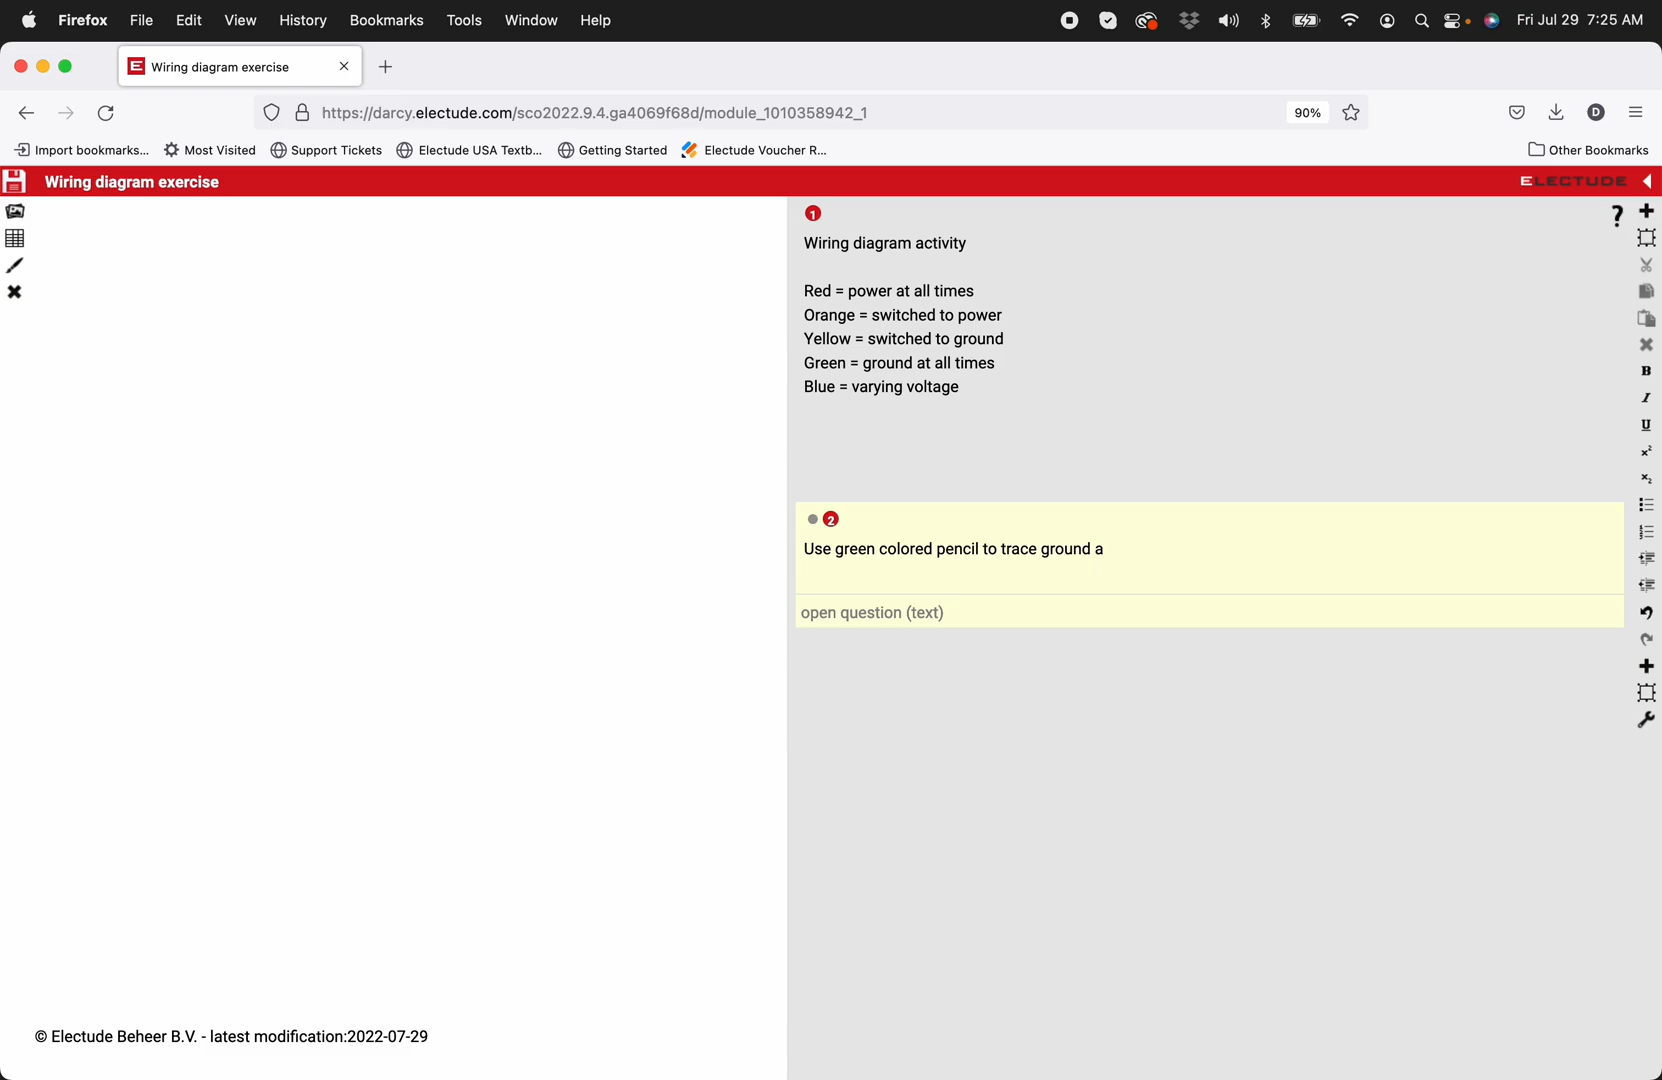 Firefox File Edit View History Bookmarks Tools Window Help Fri Jul 29 7:25 AM
E Wiring diagram exercise
https://darcy.electude.com/sco2022.9.4.ga4069f68d/module_1010358942_1 90% D
Import bookmarks... Most Visited Support Tickets Electude USA Textb... Getting Started Electude Voucher R... Other Bookmarks
Wiring diagram exercise ELECTUDE
1 ?
Wiring diagram activity
Red = power at all times
Orange = switched to power
Yellow = switched to ground
Green = ground at all times
Blue = varying voltage
B
I
U
x²
x₂
2
Use green colored pencil to trace ground a
open question (text)
© Electude Beheer B.V. - latest modification:2022-07-29